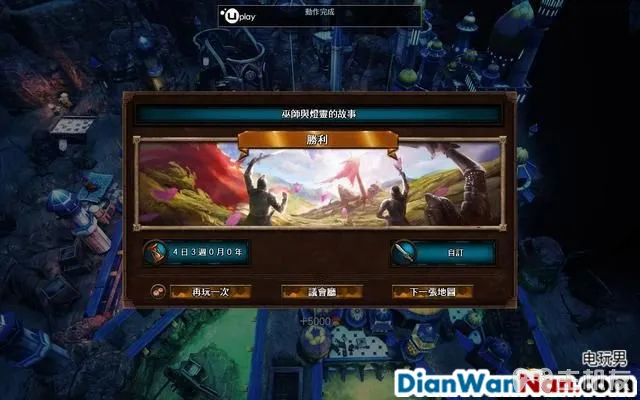 uplay
動作完成
巫師與燈靈的故事
勝利
4日3週0月0年
自訂
再玩一次
議會廳
下一張地圖
+5000
电玩男
DianWanNan.com